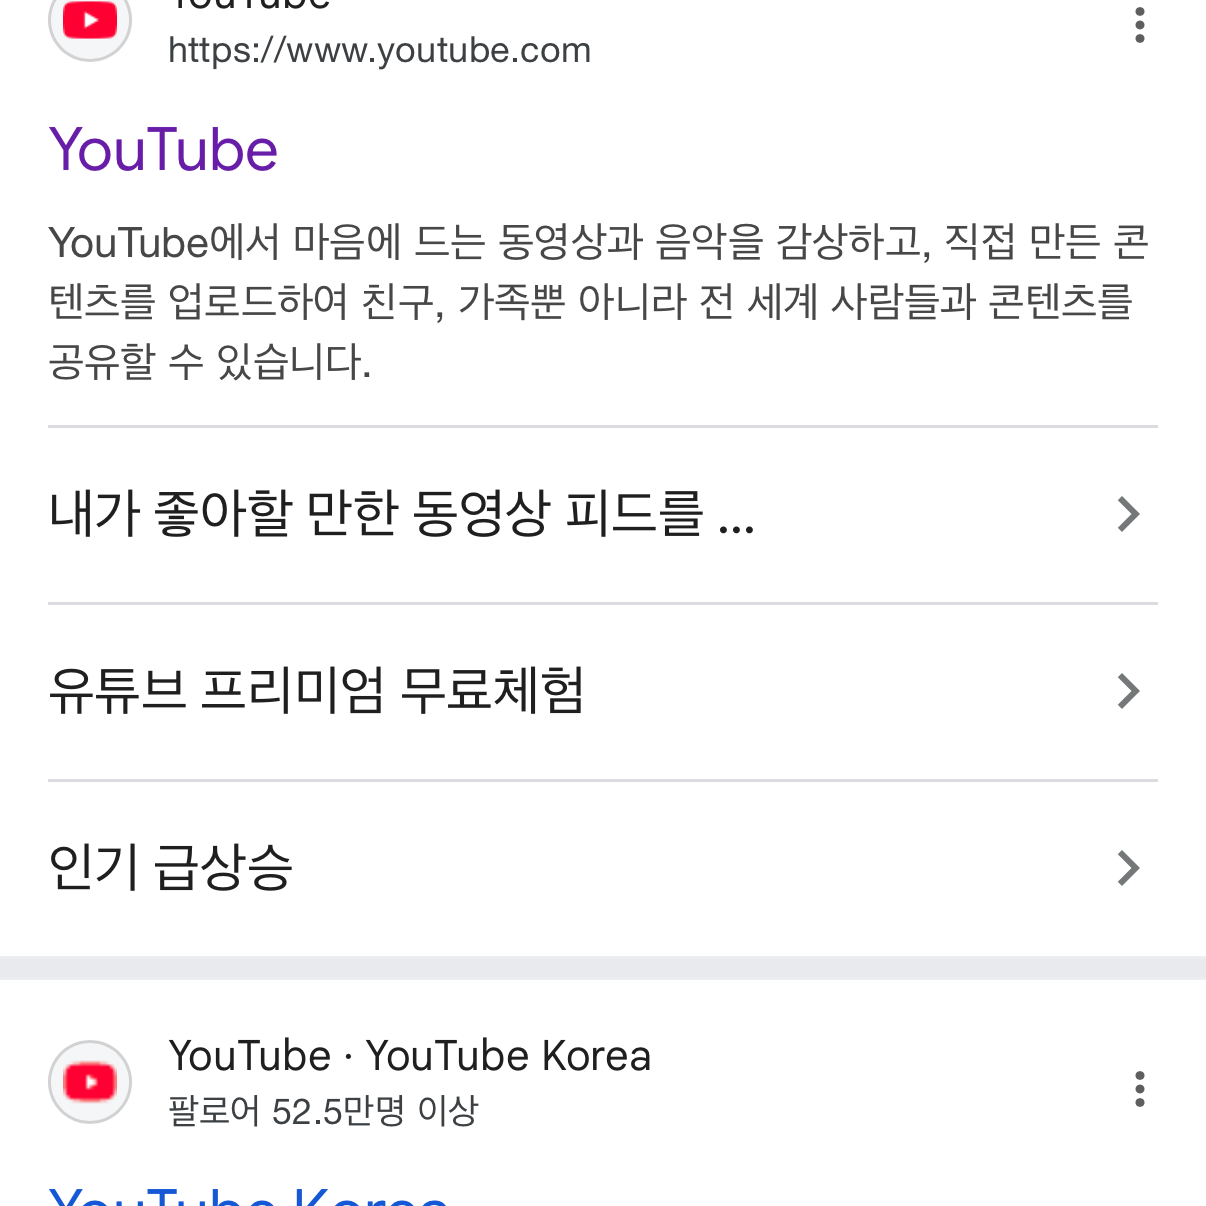 YouTube
https://www.youtube.com
YouTube
YouTube에서 마음에 드는 동영상과 음악을 감상하고, 직접 만든 콘
텐츠를 업로드하여 친구, 가족뿐 아니라 전 세계 사람들과 콘텐츠를
공유할 수 있습니다.
내가 좋아할 만한 동영상 피드를 ...
유튜브 프리미엄 무료체험
인기 급상승
YouTube · YouTube Korea
팔로어 52.5만명 이상
YouTube Korea